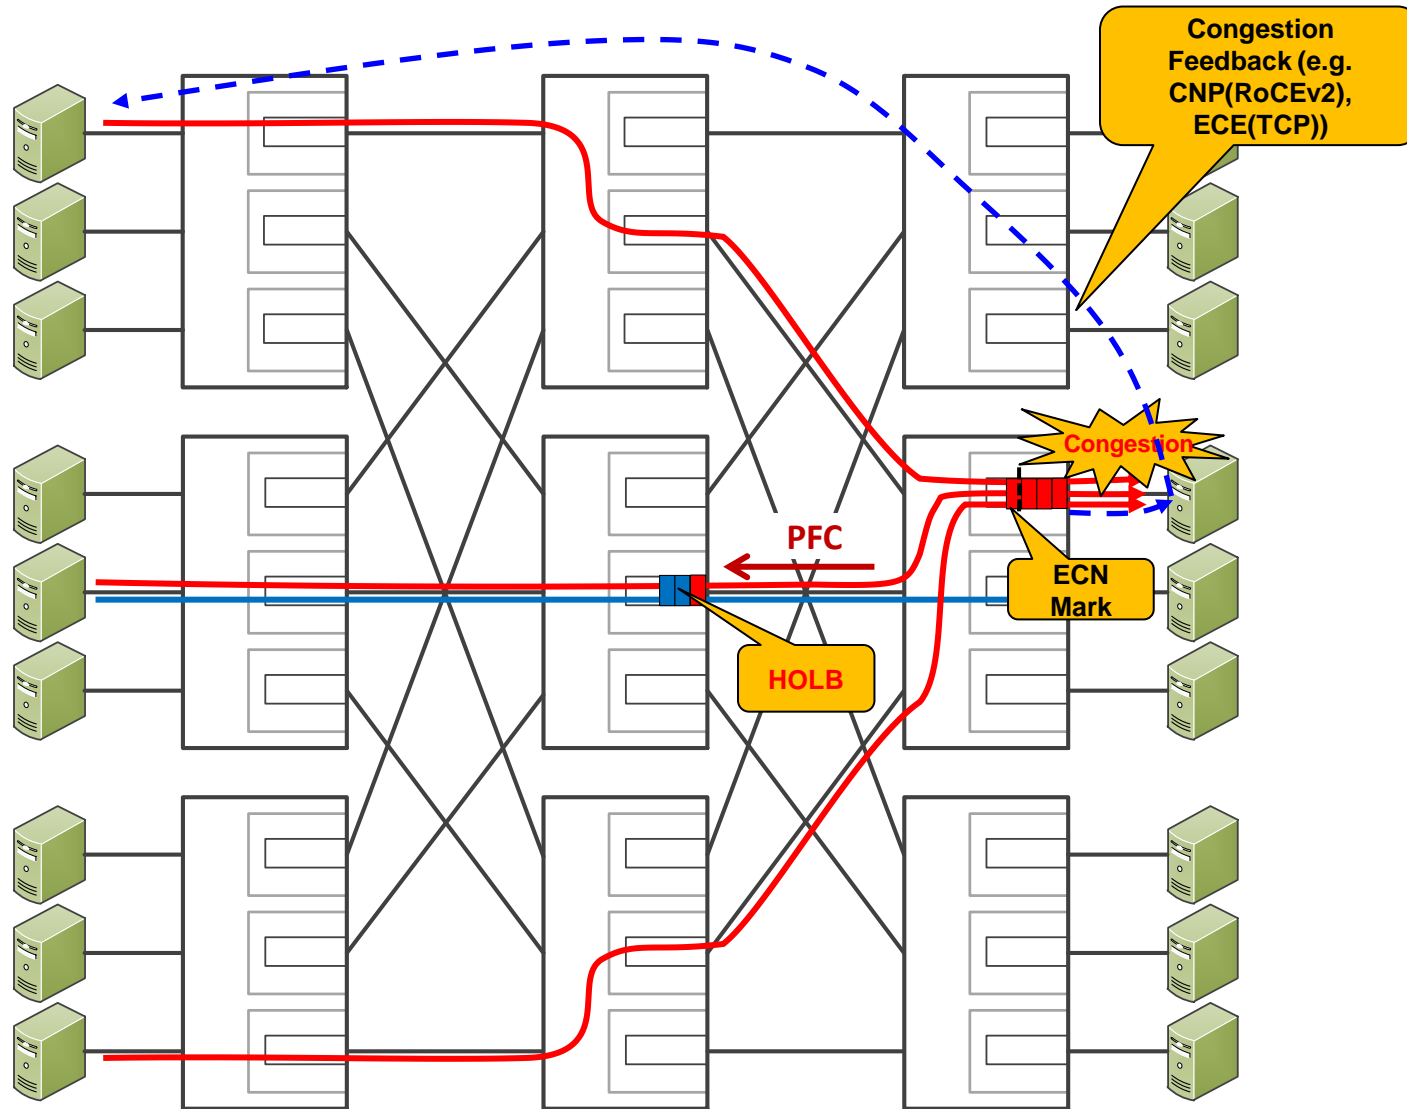 Congestion
Feedback (e.g.
CNP(RoCEv2),
ECE(TCP))
Congestion
PFC
ECN
Mark
HOLB